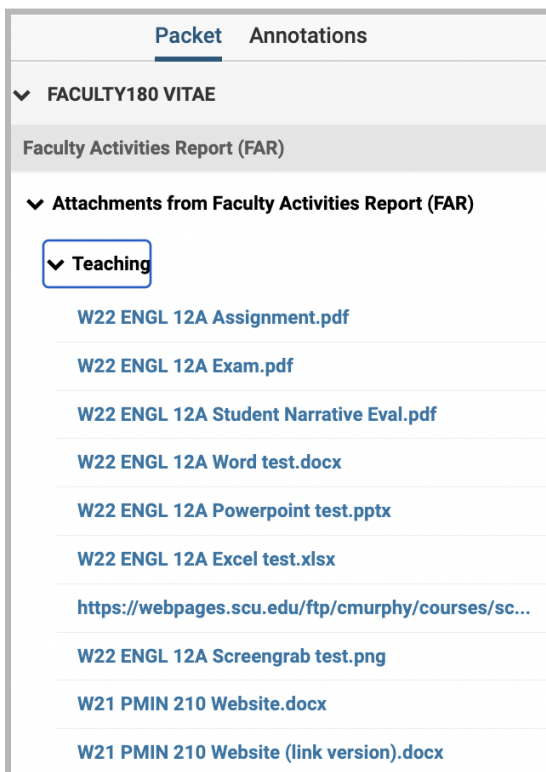 Packet Annotations
FACULTY180 VITAE
Faculty Activities Report (FAR)
Attachments from Faculty Activities Report (FAR)
Teaching
W22 ENGL 12A Assignment.pdf
W22 ENGL 12A Exam.pdf
W22 ENGL 12A Student Narrative Eval.pdf
W22 ENGL 12A Word test.docx
W22 ENGL 12A Powerpoint test.pptx
W22 ENGL 12A Excel test.xlsx
https://webpages.scu.edu/ftp/cmurphy/courses/sc...
W22 ENGL 12A Screengrab test.png
W21 PMIN 210 Website.docx
W21 PMIN 210 Website (link version).docx